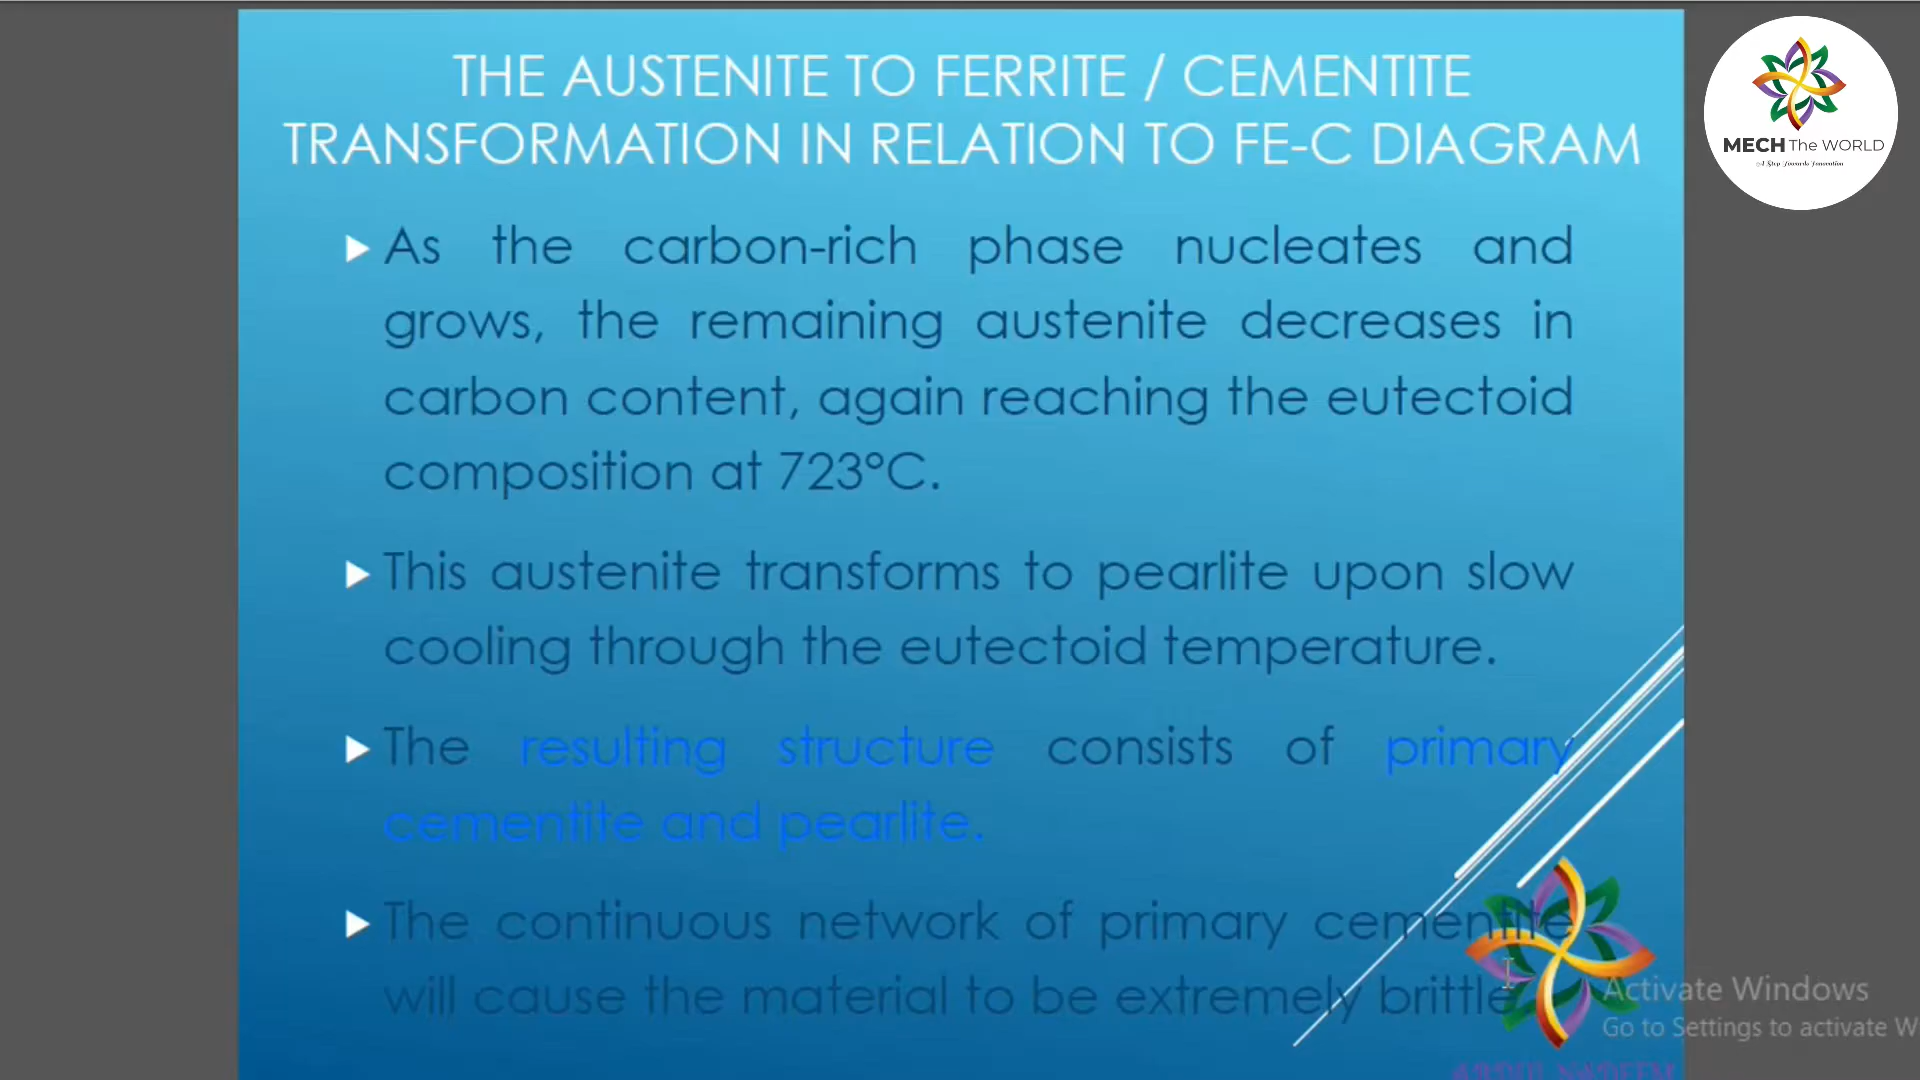 THE AUSTENITE TO FERRITE / CEMENTITE
TRANSFORMATION IN RELATION TO FE-C DIAGRAM
MECH The WORLD
A Step Towards Innovation
As the carbon-rich phase nucleates and
grows, the remaining austenite decreases in
carbon content, again reaching the eutectoid
composition at 723°C.
This austenite transforms to pearlite upon slow
cooling through the eutectoid temperature.
The resulting structure consists of primary
cementite and pearlite.
The continuous network of primary cementite
will cause the material to be extremely brittle
Activate Windows
Go to Settings to activate W